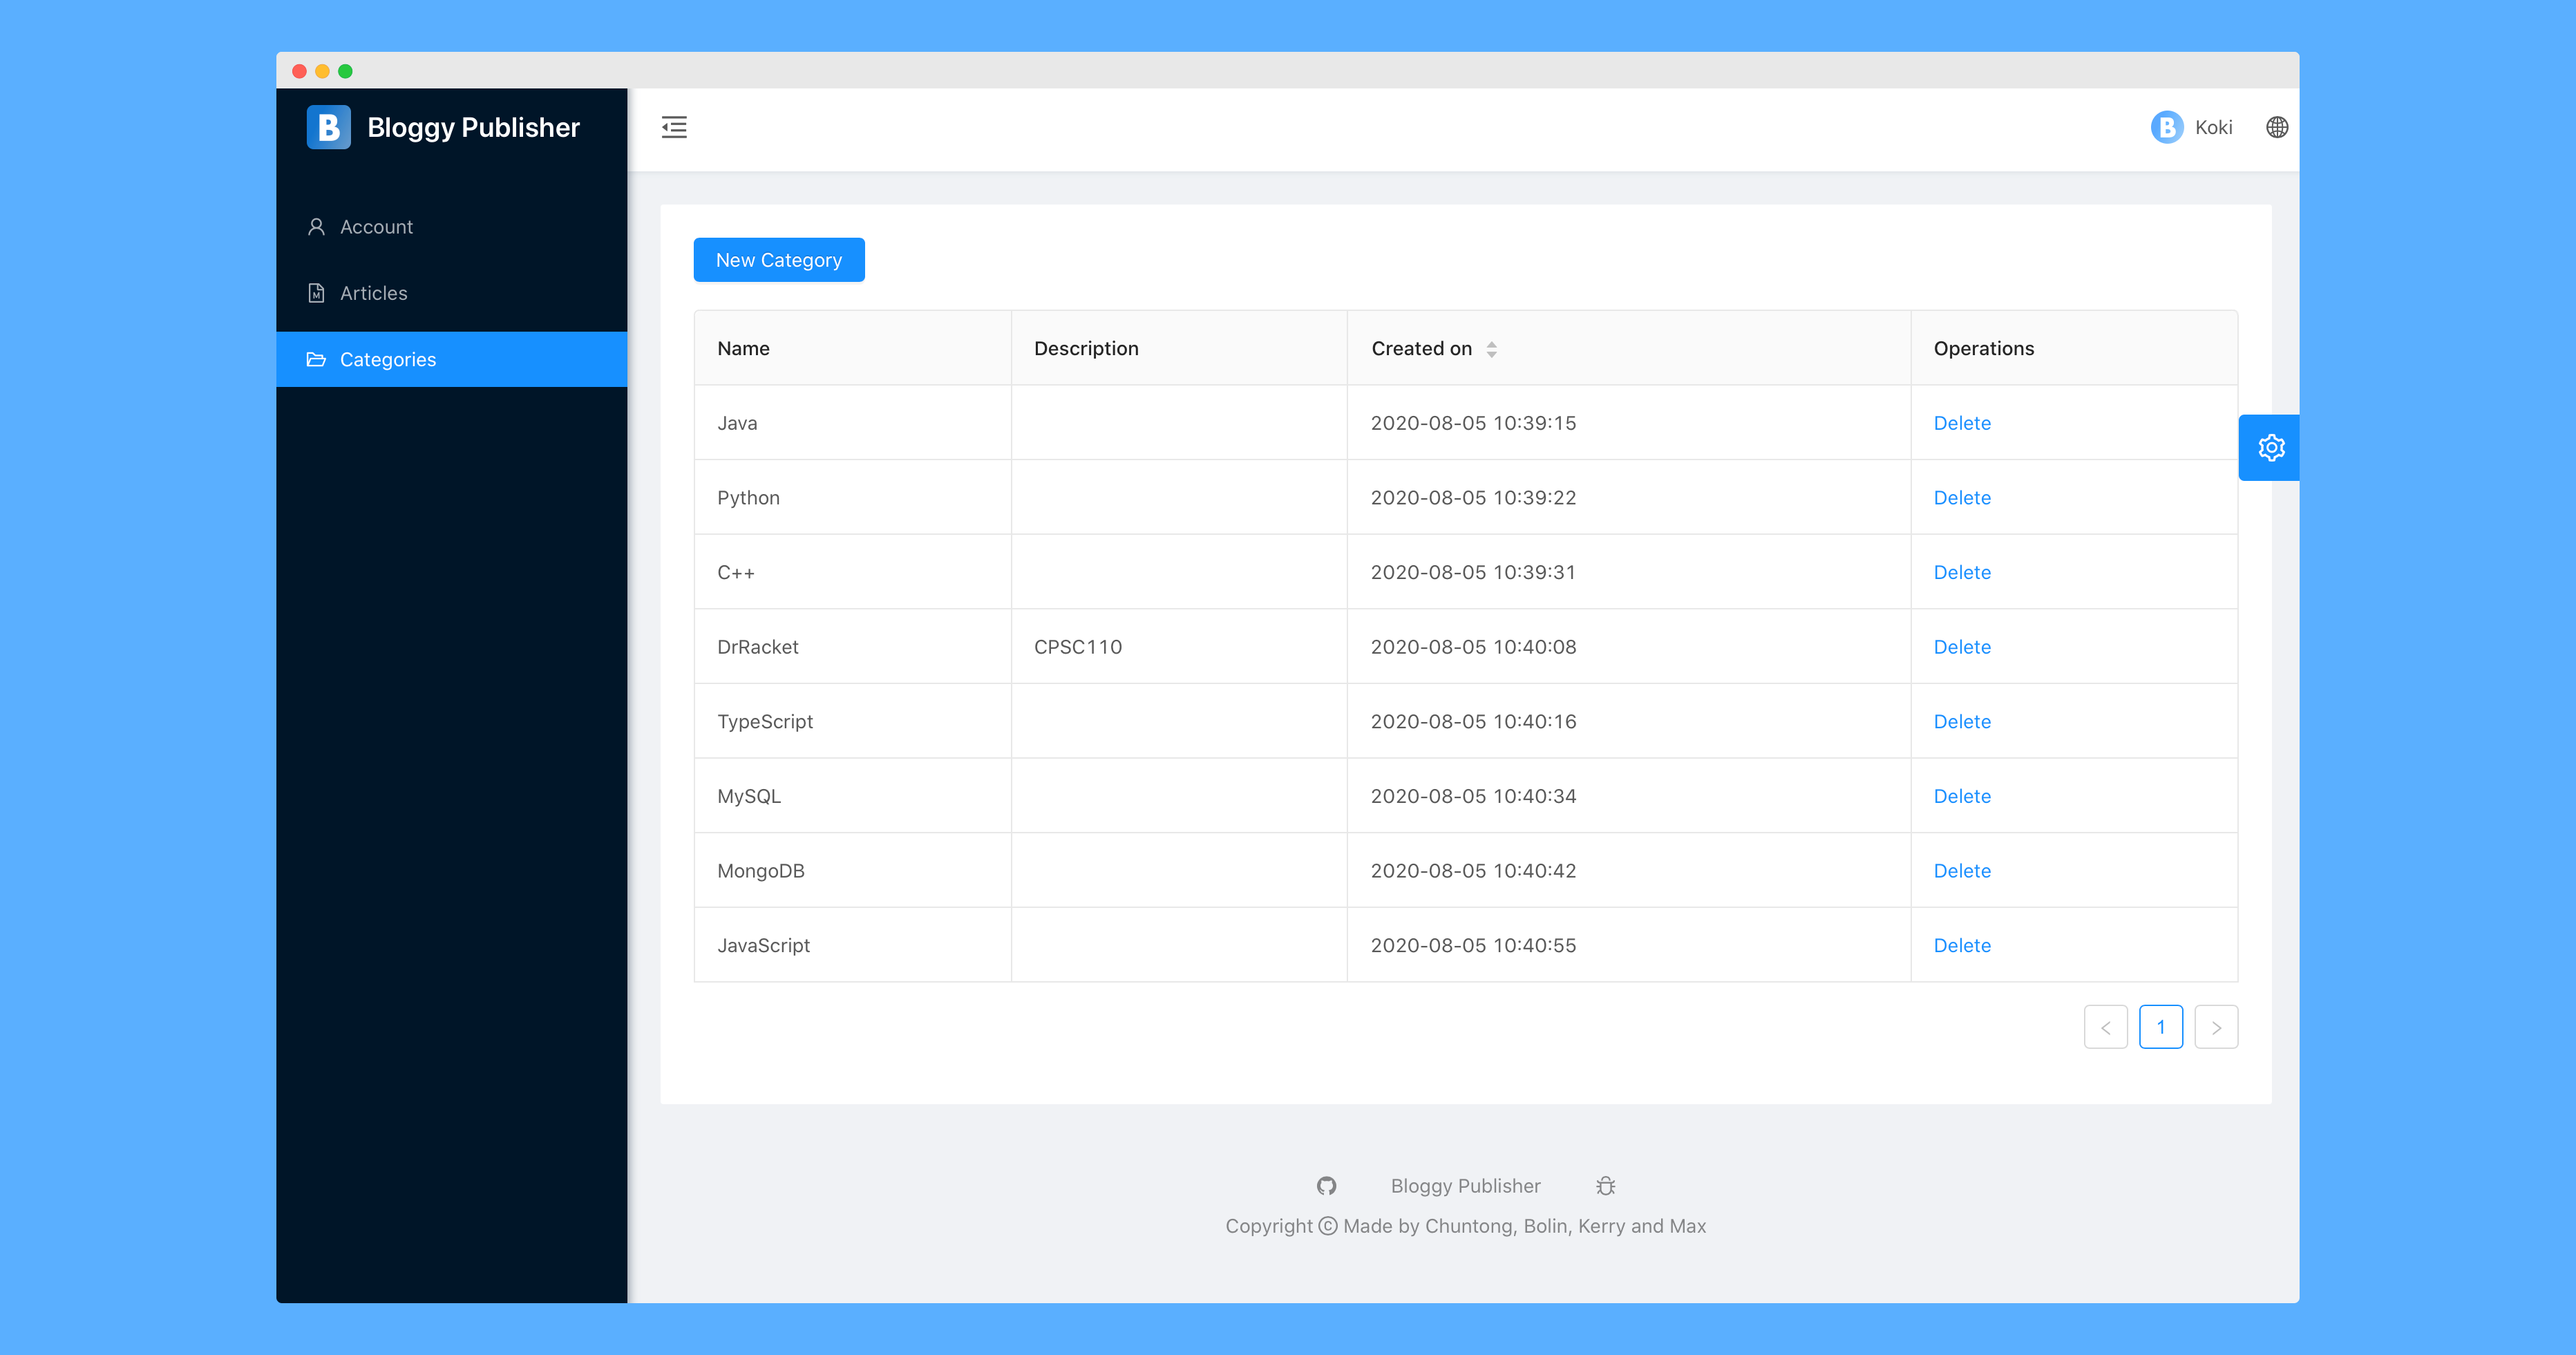 B Bloggy Publisher
B Koki
Account
Articles
Categories
New Category
Name Description Created on Operations
Java 2020-08-05 10:39:15 Delete
Python 2020-08-05 10:39:22 Delete
C++ 2020-08-05 10:39:31 Delete
DrRacket CPSC110 2020-08-05 10:40:08 Delete
TypeScript 2020-08-05 10:40:16 Delete
MySQL 2020-08-05 10:40:34 Delete
MongoDB 2020-08-05 10:40:42 Delete
JavaScript 2020-08-05 10:40:55 Delete
< 1 >
Bloggy Publisher
Copyright © Made by Chuntong, Bolin, Kerry and Max